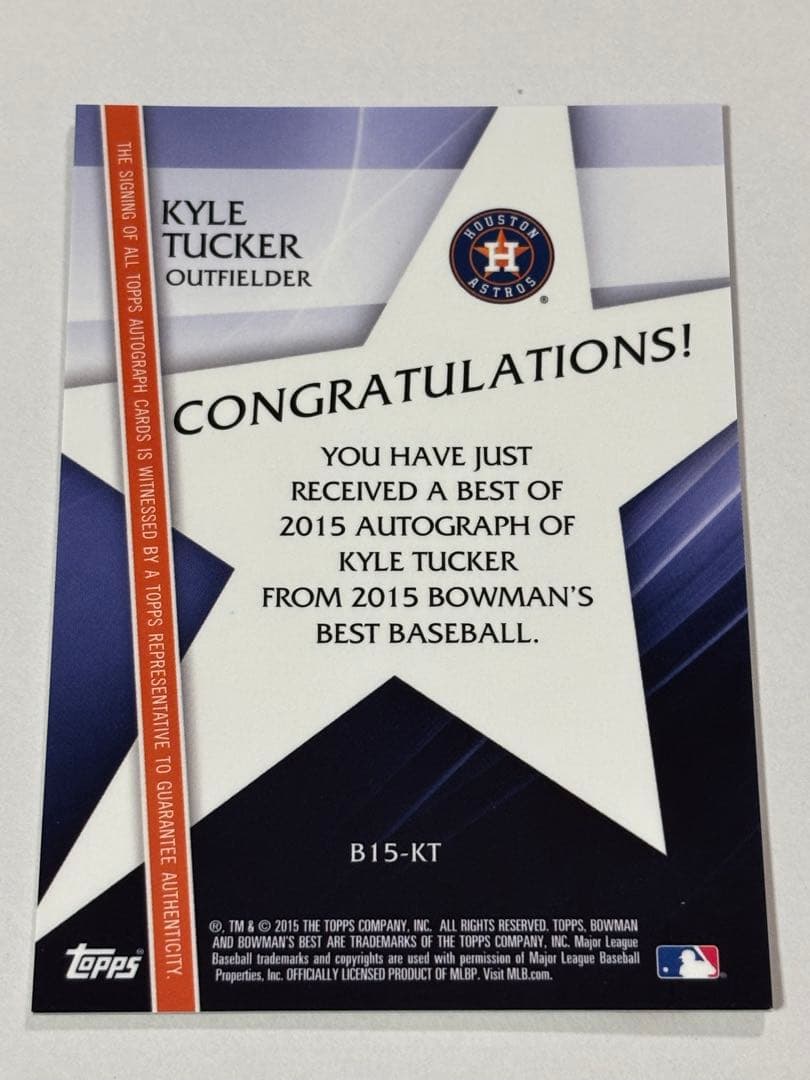 THE SIGNING OF ALL TOPPS AUTOGRAPH CARDS IS WITNESSED BY A TOPPS REPRESENTATIVE TO GUARANTEE AUTHENTICITY.
KYLE
TUCKER
OUTFIELDER
HOUSTON
H
ASTROS
®
CONGRATULATIONS!
YOU HAVE JUST
RECEIVED A BEST OF
2015 AUTOGRAPH OF
KYLE TUCKER
FROM 2015 BOWMAN'S
BEST BASEBALL.
B15-KT
®, TM & © 2015 THE TOPPS COMPANY, INC. ALL RIGHTS RESERVED. TOPPS, BOWMAN
AND BOWMAN'S BEST ARE TRADEMARKS OF THE TOPPS COMPANY, INC. Major League
Baseball trademarks and copyrights are used with permission of Major League Baseball
Properties, Inc. OFFICIALLY LICENSED PRODUCT OF MLBP. Visit MLB.com.
topps®